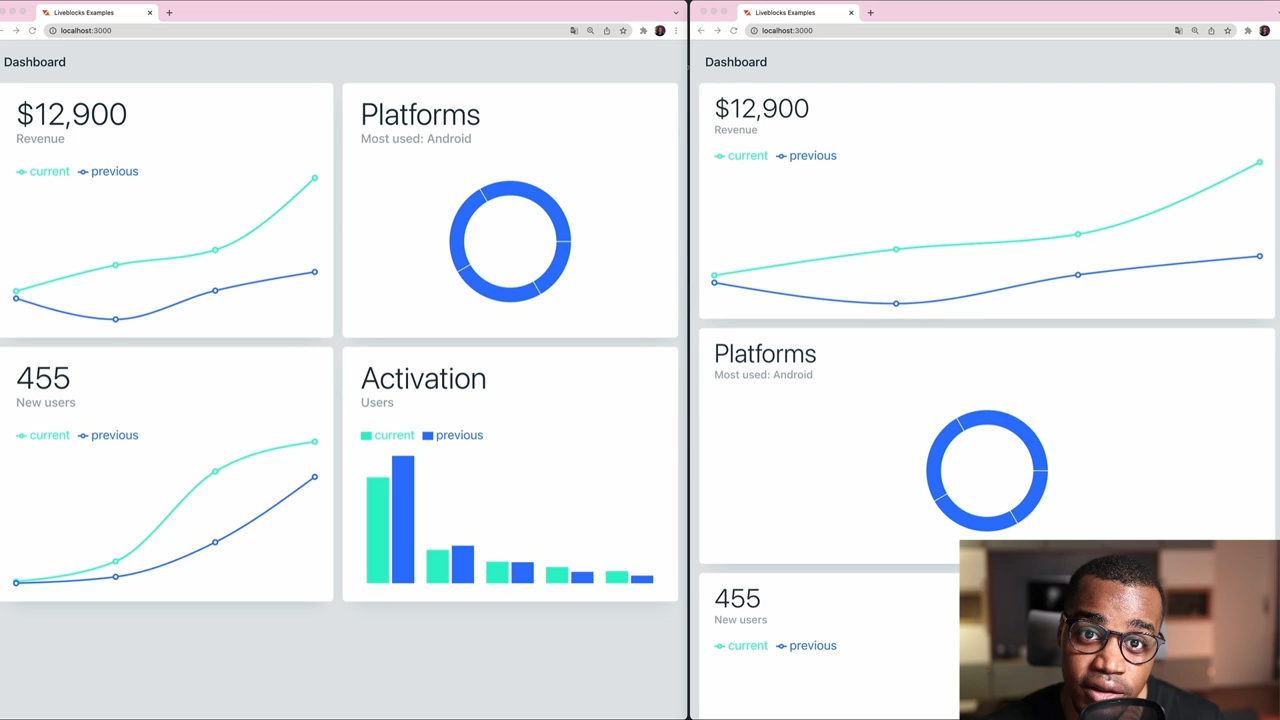 Liveblocks Examples
localhost:3000
Dashboard
$12,900
Revenue
current previous
Platforms
Most used: Android
455
New users
current previous
Activation
Users
current previous
Liveblocks Examples
localhost:3000
Dashboard
$12,900
Revenue
current previous
Platforms
Most used: Android
455
New users
current previous